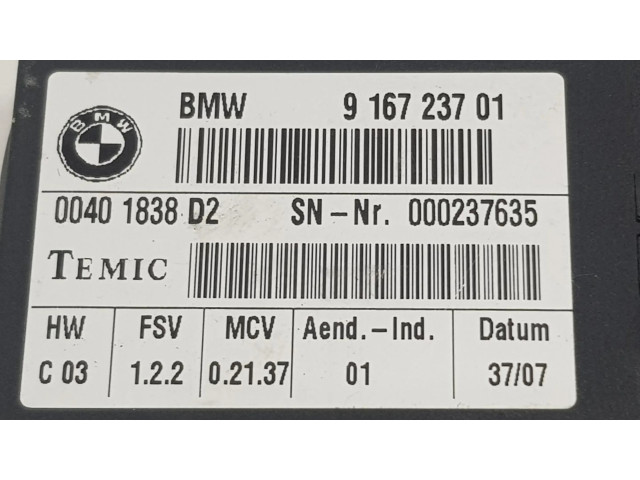 BMW
BMW 9 167 237 01
0040 1838 D2 SN-Nr. 000237635
TEMIC
HW FSV MCV Aend.-Ind. Datum
C 03 1.2.2 0.21.37 01 37/07